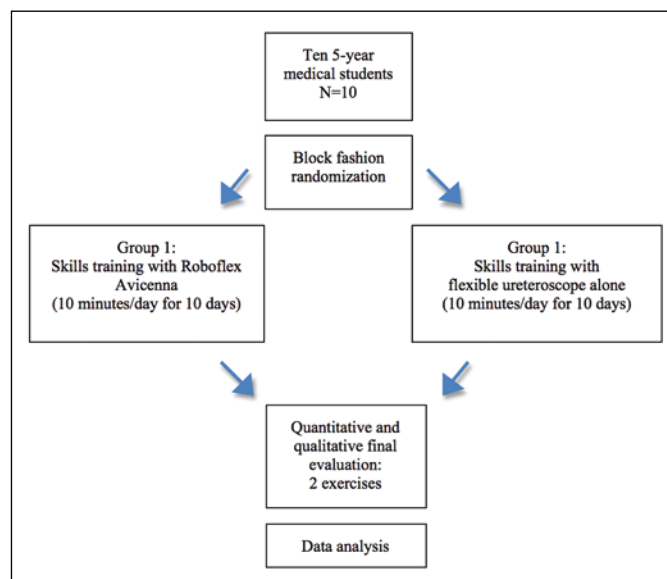 Ten 5-year
medical students
N=10
Block fashion
randomization
Group 1:
Skills training with Roboflex
Avicenna
(10 minutes/day for 10 days)
Group 1:
Skills training with
flexible ureteroscope alone
(10 minutes/day for 10 days)
Quantitative and
qualitative final
evaluation:
2 exercises
Data analysis